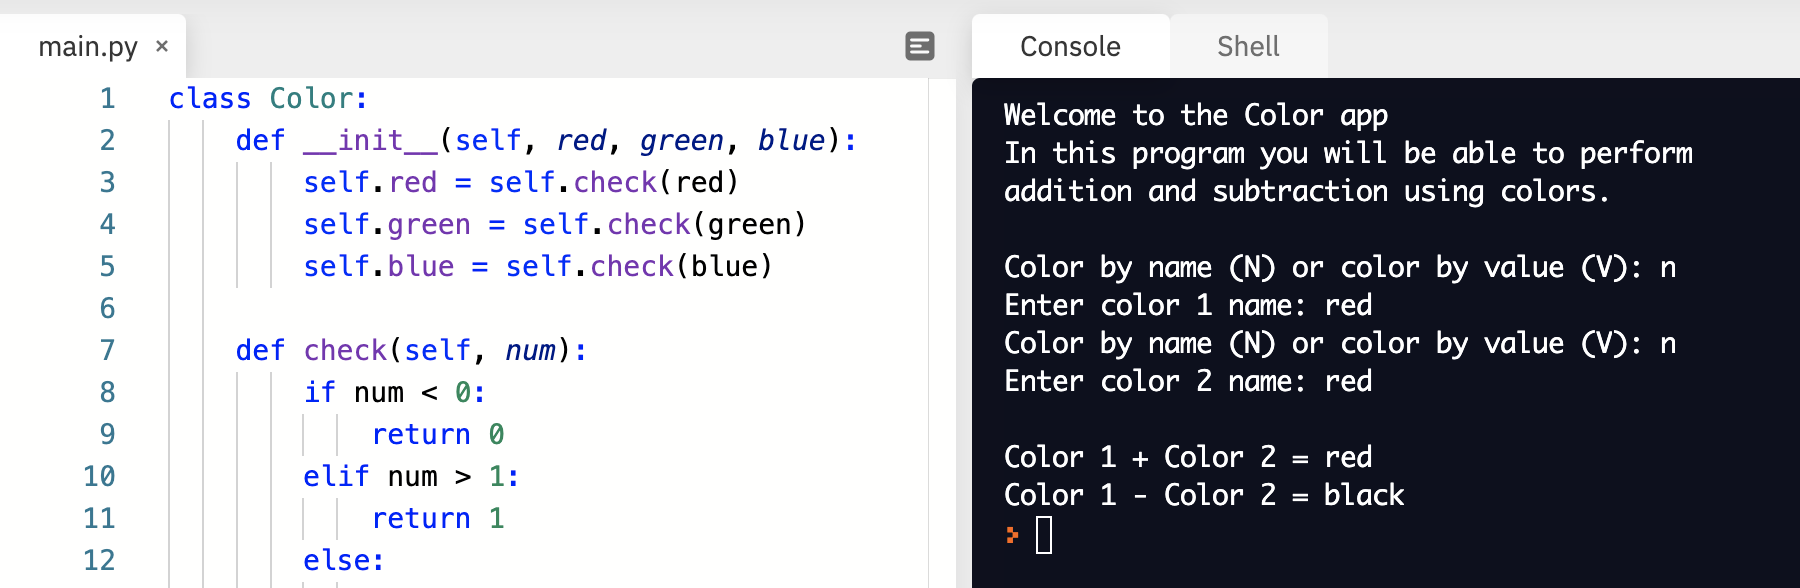 main.py ×
1 class Color:
2     def __init__(self, red, green, blue):
3         self.red = self.check(red)
4         self.green = self.check(green)
5         self.blue = self.check(blue)
6
7     def check(self, num):
8         if num < 0:
9             return 0
10         elif num > 1:
11             return 1
12         else:
Console Shell
Welcome to the Color app
In this program you will be able to perform
addition and subtraction using colors.
Color by name (N) or color by value (V): n
Enter color 1 name: red
Color by name (N) or color by value (V): n
Enter color 2 name: red
Color 1 + Color 2 = red
Color 1 - Color 2 = black